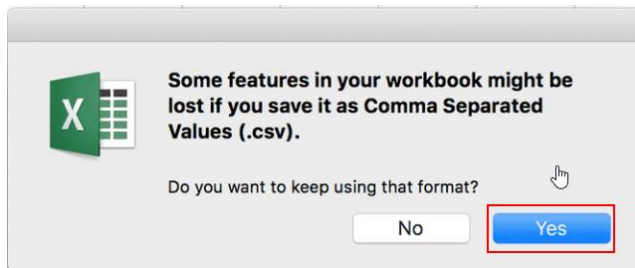 Some features in your workbook might be
lost if you save it as Comma Separated
Values (.csv).
Do you want to keep using that format?
No
Yes